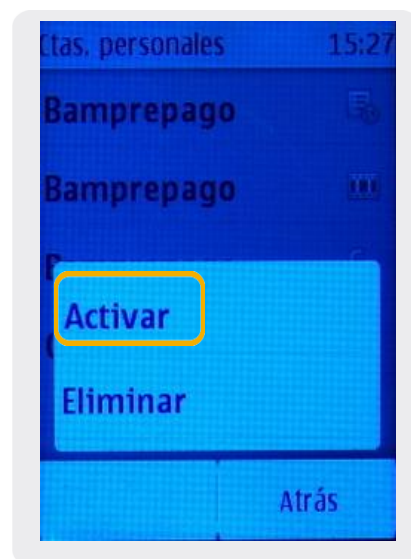 Ctas. personales 15:27
Bamprepago
Bamprepago
Activar
Eliminar
Atrás